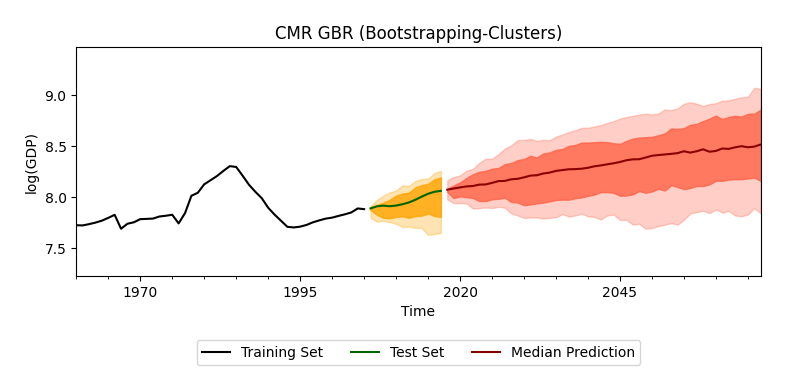 CMR GBR (Bootstrapping-Clusters)
log(GDP)
9.0
8.5
8.0
7.5
1970
1995
2020
2045
Time
Training Set
Test Set
Median Prediction